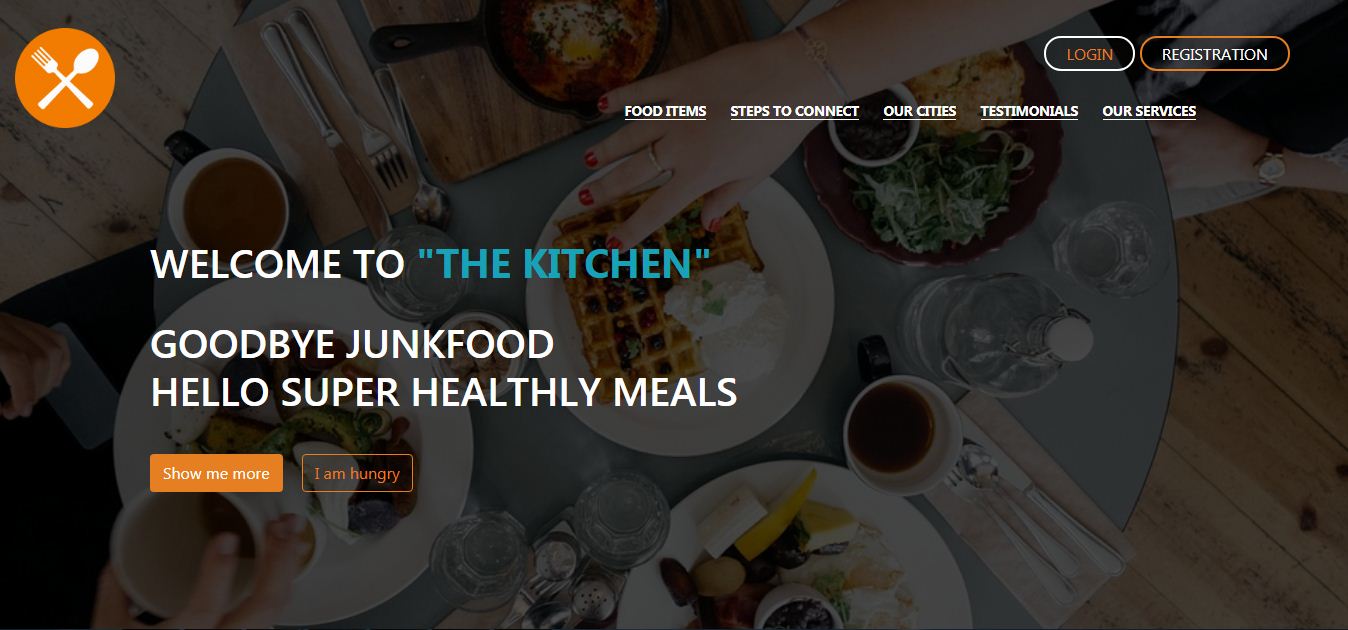 LOGIN
REGISTRATION
FOOD ITEMS
STEPS TO CONNECT
OUR CITIES
TESTIMONIALS
OUR SERVICES
WELCOME TO "THE KITCHEN"
GOODBYE JUNKFOOD
HELLO SUPER HEALTHLY MEALS
Show me more
I am hungry